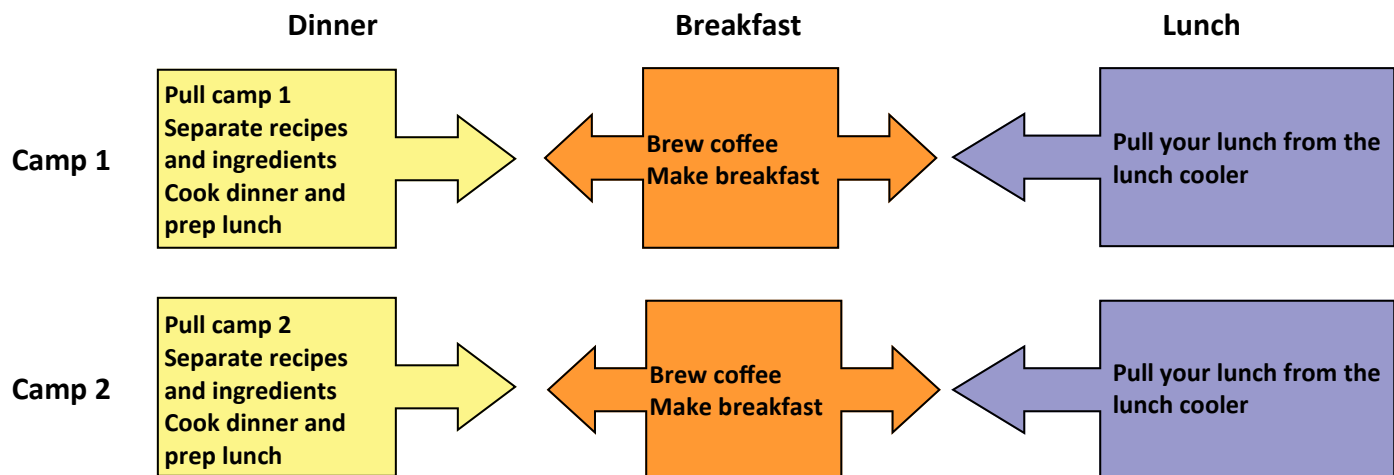 Dinner
Breakfast
Lunch
Camp 1
Pull camp 1
Separate recipes
and ingredients
Cook dinner and
prep lunch
Brew coffee
Make breakfast
Pull your lunch from the
lunch cooler
Camp 2
Pull camp 2
Separate recipes
and ingredients
Cook dinner and
prep lunch
Brew coffee
Make breakfast
Pull your lunch from the
lunch cooler